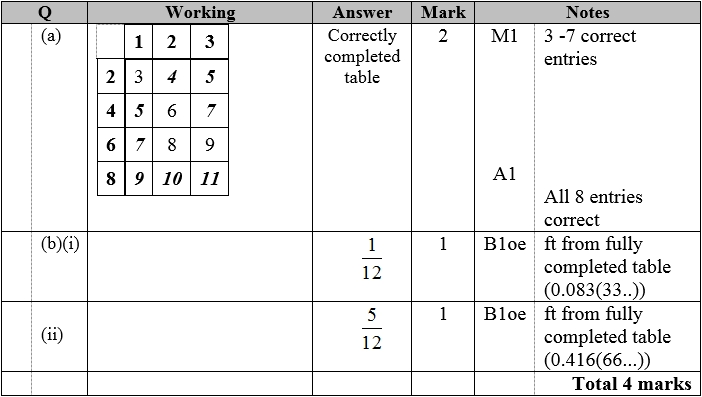 Q Working Answer Mark Notes
(a) Correctly completed table 2 M1 3 -7 correct entries
1 2 3
2 3 4 5
4 5 6 7
6 7 8 9
8 9 10 11
A1 All 8 entries correct
(b)(i) 1/12 1 B1oe ft from fully completed table (0.083(33..))
(ii) 5/12 1 B1oe ft from fully completed table (0.416(66...))
Total 4 marks